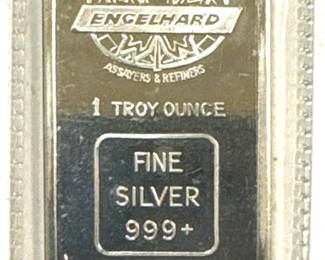 ENGELHARD
ASSAYERS & REFINERS
1 TROY OUNCE
FINE
SILVER
999+